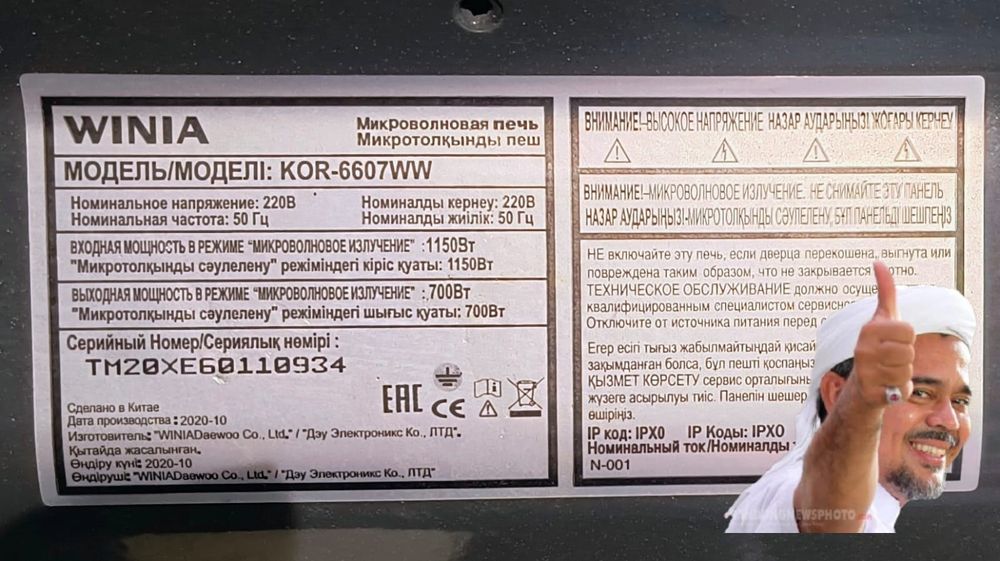 WINIA
Микроволновая печь
Микротолқынды пеш
МОДЕЛЬ/МОДЕЛІ: KOR-6607WW
Номинальное напряжение: 220В
Номинальная частота: 50 Гц
Номиналды кернеу: 220В
Номиналды жиілік: 50 Гц
ВХОДНАЯ МОЩНОСТЬ В РЕЖИМЕ “МИКРОВОЛНОВОЕ ИЗЛУЧЕНИЕ” :1150Вт
"Микротолқынды сәулелену" режіміндегі кіріс қуаты: 1150Вт
ВЫХОДНАЯ МОЩНОСТЬ В РЕЖИМЕ “МИКРОВОЛНОВОЕ ИЗЛУЧЕНИЕ” :700Вт
"Микротолқынды сәулелену" режіміндегі шығыс қуаты: 700Вт
Серийный Номер/Сериялық нөмірі :
TM20XE60110934
EAC CE
Сделано в Китае
Дата производства : 2020-10
Изготовитель: "WINIADaewoo Co., Ltd." / "Дэу Электроникс Ко., ЛТД".
Қытайда жасалынған.
Өндіру күні: 2020-10
Өндіруші: "WINIADaewoo Co., Ltd." / "Дэу Электроникс Ко., ЛТД"
ВНИМАНИЕ!–ВЫСОКОЕ НАПРЯЖЕНИЕ НАЗАР АУДАРЫҢЫЗ! ЖОҒАРЫ КЕРНЕУ
ВНИМАНИЕ!–МИКРОВОЛНОВОЕ ИЗЛУЧЕНИЕ. НЕ СНИМАЙТЕ ЭТУ ПАНЕЛЬ
НАЗАР АУДАРЫҢЫЗ!-МИКРОТОЛҚЫНДЫ СӘУЛЕЛЕНУ, БҰЛ ПАНЕЛЬДІ ШЕШПЕҢІЗ
НЕ включайте эту печь, если дверца перекошена, выгнута или
повреждена таким образом, что не закрывается
ТЕХНИЧЕСКОЕ ОБСЛУЖИВАНИЕ должно
квалифицированным специалистом
Отключите от источника питания перед
Егер есігі тығыз жабылмайтындай
зақымданған болса, бұл пешті қоспаңыз
ҚЫЗМЕТ КӨРСЕТУ сервис
жүзеге асырылуы тиіс. Панелін
өшіріңіз.
IP код: IPX0 IP Коды: IPX0
Номинальный ток/Номиналды
N-001